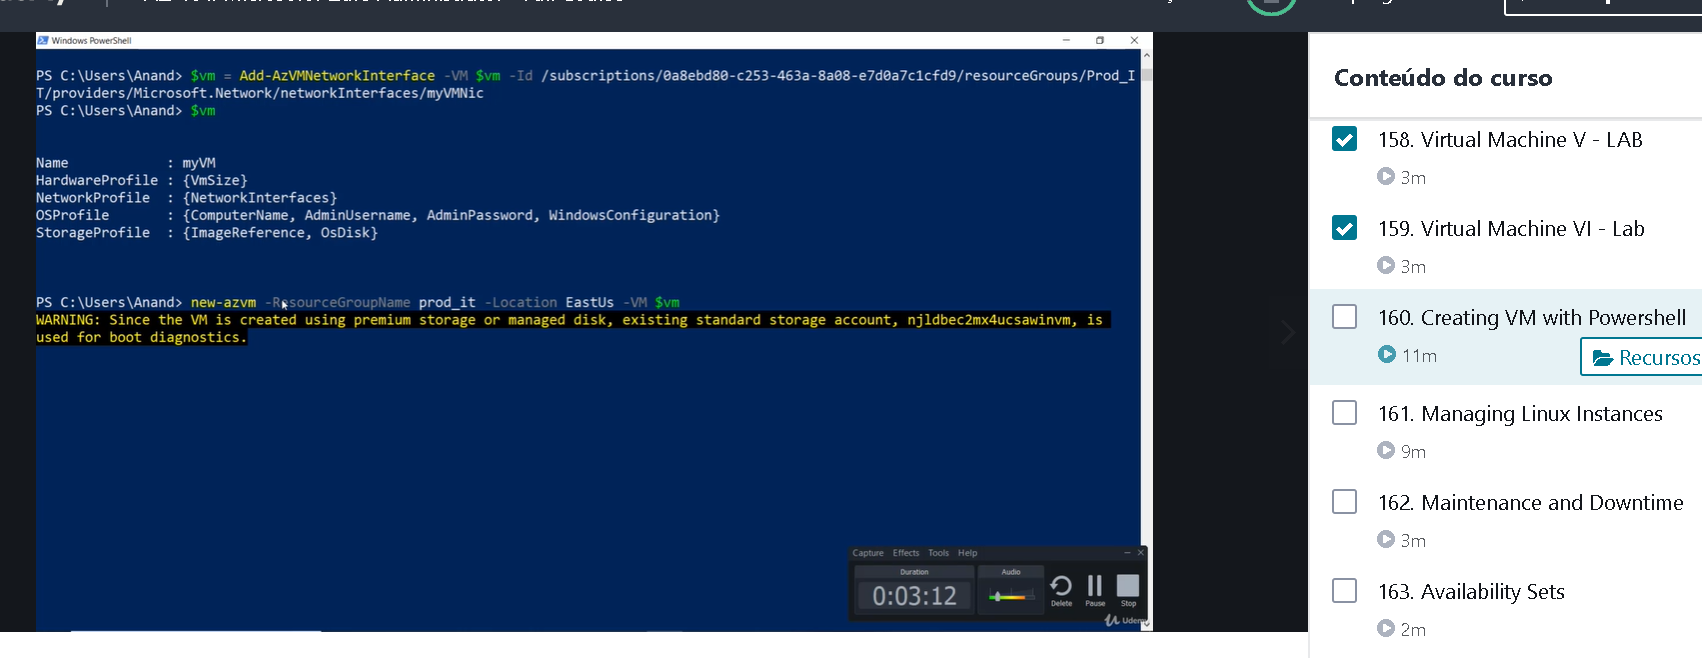 Windows PowerShell
PS C:\Users\Anand> $vm = Add-AzVMNetworkInterface -VM $vm -Id /subscriptions/0a8ebd80-c253-463a-8a08-e7d0a7c1cfd9/resourceGroups/Prod_I
T/providers/Microsoft.Network/networkInterfaces/myVMNic
PS C:\Users\Anand> $vm
Name : myVM
HardwareProfile : {VmSize}
NetworkProfile : {NetworkInterfaces}
OSProfile : {ComputerName, AdminUsername, AdminPassword, WindowsConfiguration}
StorageProfile : {ImageReference, OsDisk}
PS C:\Users\Anand> new-azvm -ResourceGroupName prod_it -Location EastUs -VM $vm
WARNING: Since the VM is created using premium storage or managed disk, existing standard storage account, njldbec2mx4ucsawinvm, is
used for boot diagnostics.
Capture Effects Tools Help
Duration
0:03:12
Audio
Delete
Pause
Stop
Udemy
Conteúdo do curso
158. Virtual Machine V - LAB
3m
159. Virtual Machine VI - Lab
3m
160. Creating VM with Powershell
11m
Recursos
161. Managing Linux Instances
9m
162. Maintenance and Downtime
3m
163. Availability Sets
2m